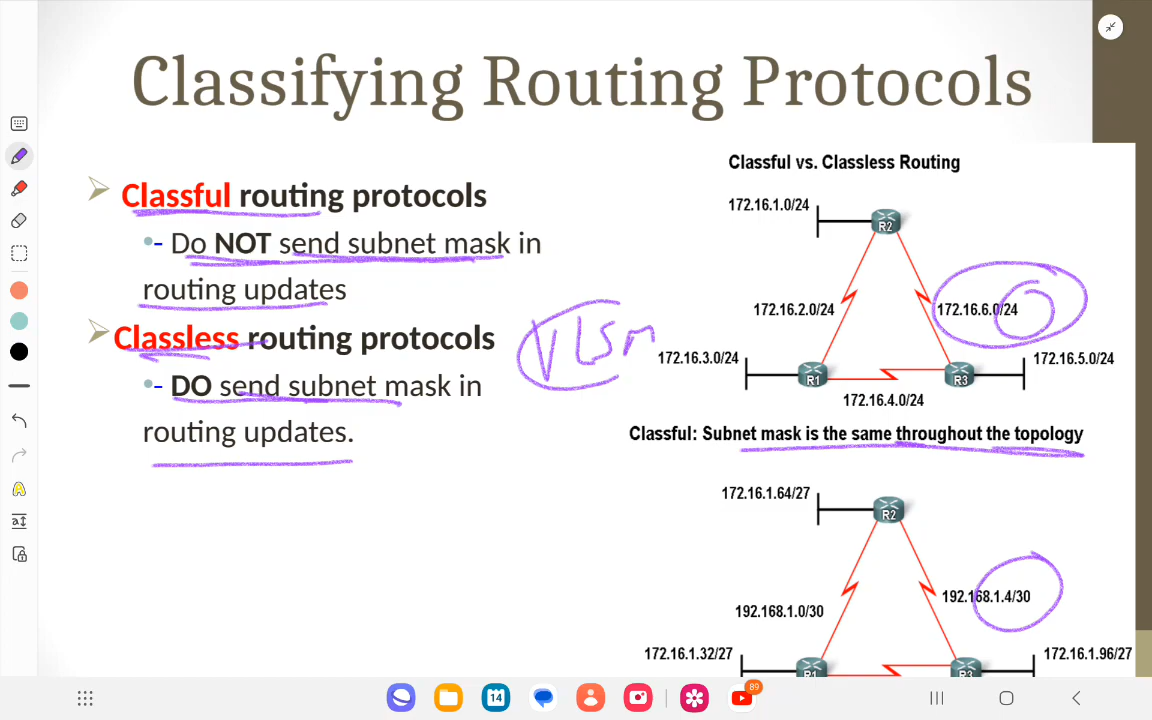 Classifying Routing Protocols
Classful routing protocols
- Do NOT send subnet mask in
routing updates
Classless routing protocols
- DO send subnet mask in
routing updates.
VLSM
Classful vs. Classless Routing
172.16.1.0/24
R2
172.16.2.0/24
172.16.6.0/24
172.16.3.0/24
R1
R3
172.16.5.0/24
172.16.4.0/24
Classful: Subnet mask is the same throughout the topology
172.16.1.64/27
R2
192.168.1.0/30
192.168.1.4/30
172.16.1.32/27
R1
R3
172.16.1.96/27
14
89